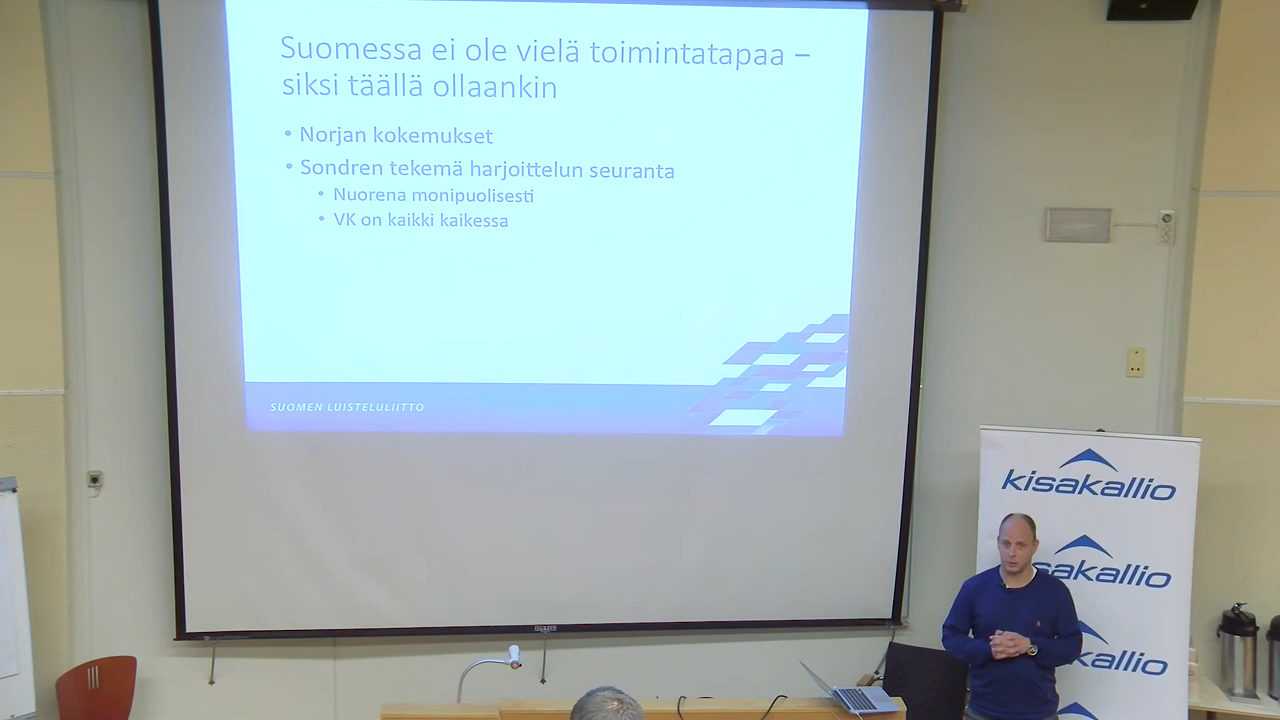 Suomessa ei ole vielä toimintatapaa –
siksi täällä ollaankin
• Norjan kokemukset
• Sondren tekemä harjoittelun seuranta
• Nuorena monipuolisesti
• VK on kaikki kaikessa
SUOMEN LUISTELULIITTO
kisakallio
sakallio
kallio